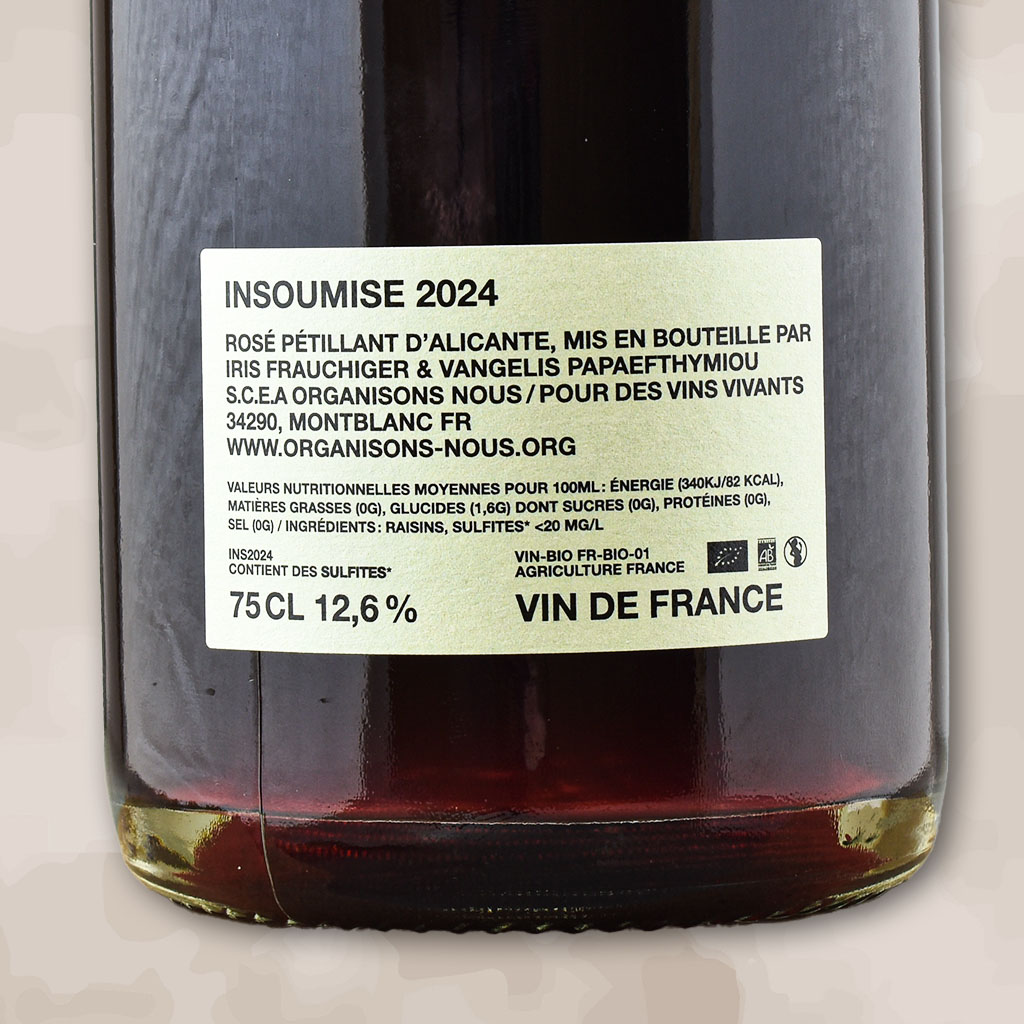 INSOUMISE 2024
ROSÉ PÉTILLANT D'ALICANTE, MIS EN BOUTEILLE PAR
IRIS FRAUCHIGER & VANGELIS PAPAEFTHYMIOU
S.C.E.A ORGANISONS NOUS / POUR DES VINS VIVANTS
34290, MONTBLANC FR
WWW.ORGANISONS-NOUS.ORG
VALEURS NUTRITIONNELLES MOYENNES POUR 100ML: ÉNERGIE (340KJ/82 KCAL),
MATIÈRES GRASSES (0G), GLUCIDES (1,6G) DONT SUCRES (0G), PROTÉINES (0G),
SEL (0G) / INGRÉDIENTS: RAISINS, SULFITES* <20 MG/L
INS2024
CONTIENT DES SULFITES*
VIN-BIO FR-BIO-01
AGRICULTURE FRANCE
AB
75CL 12,6%
VIN DE FRANCE